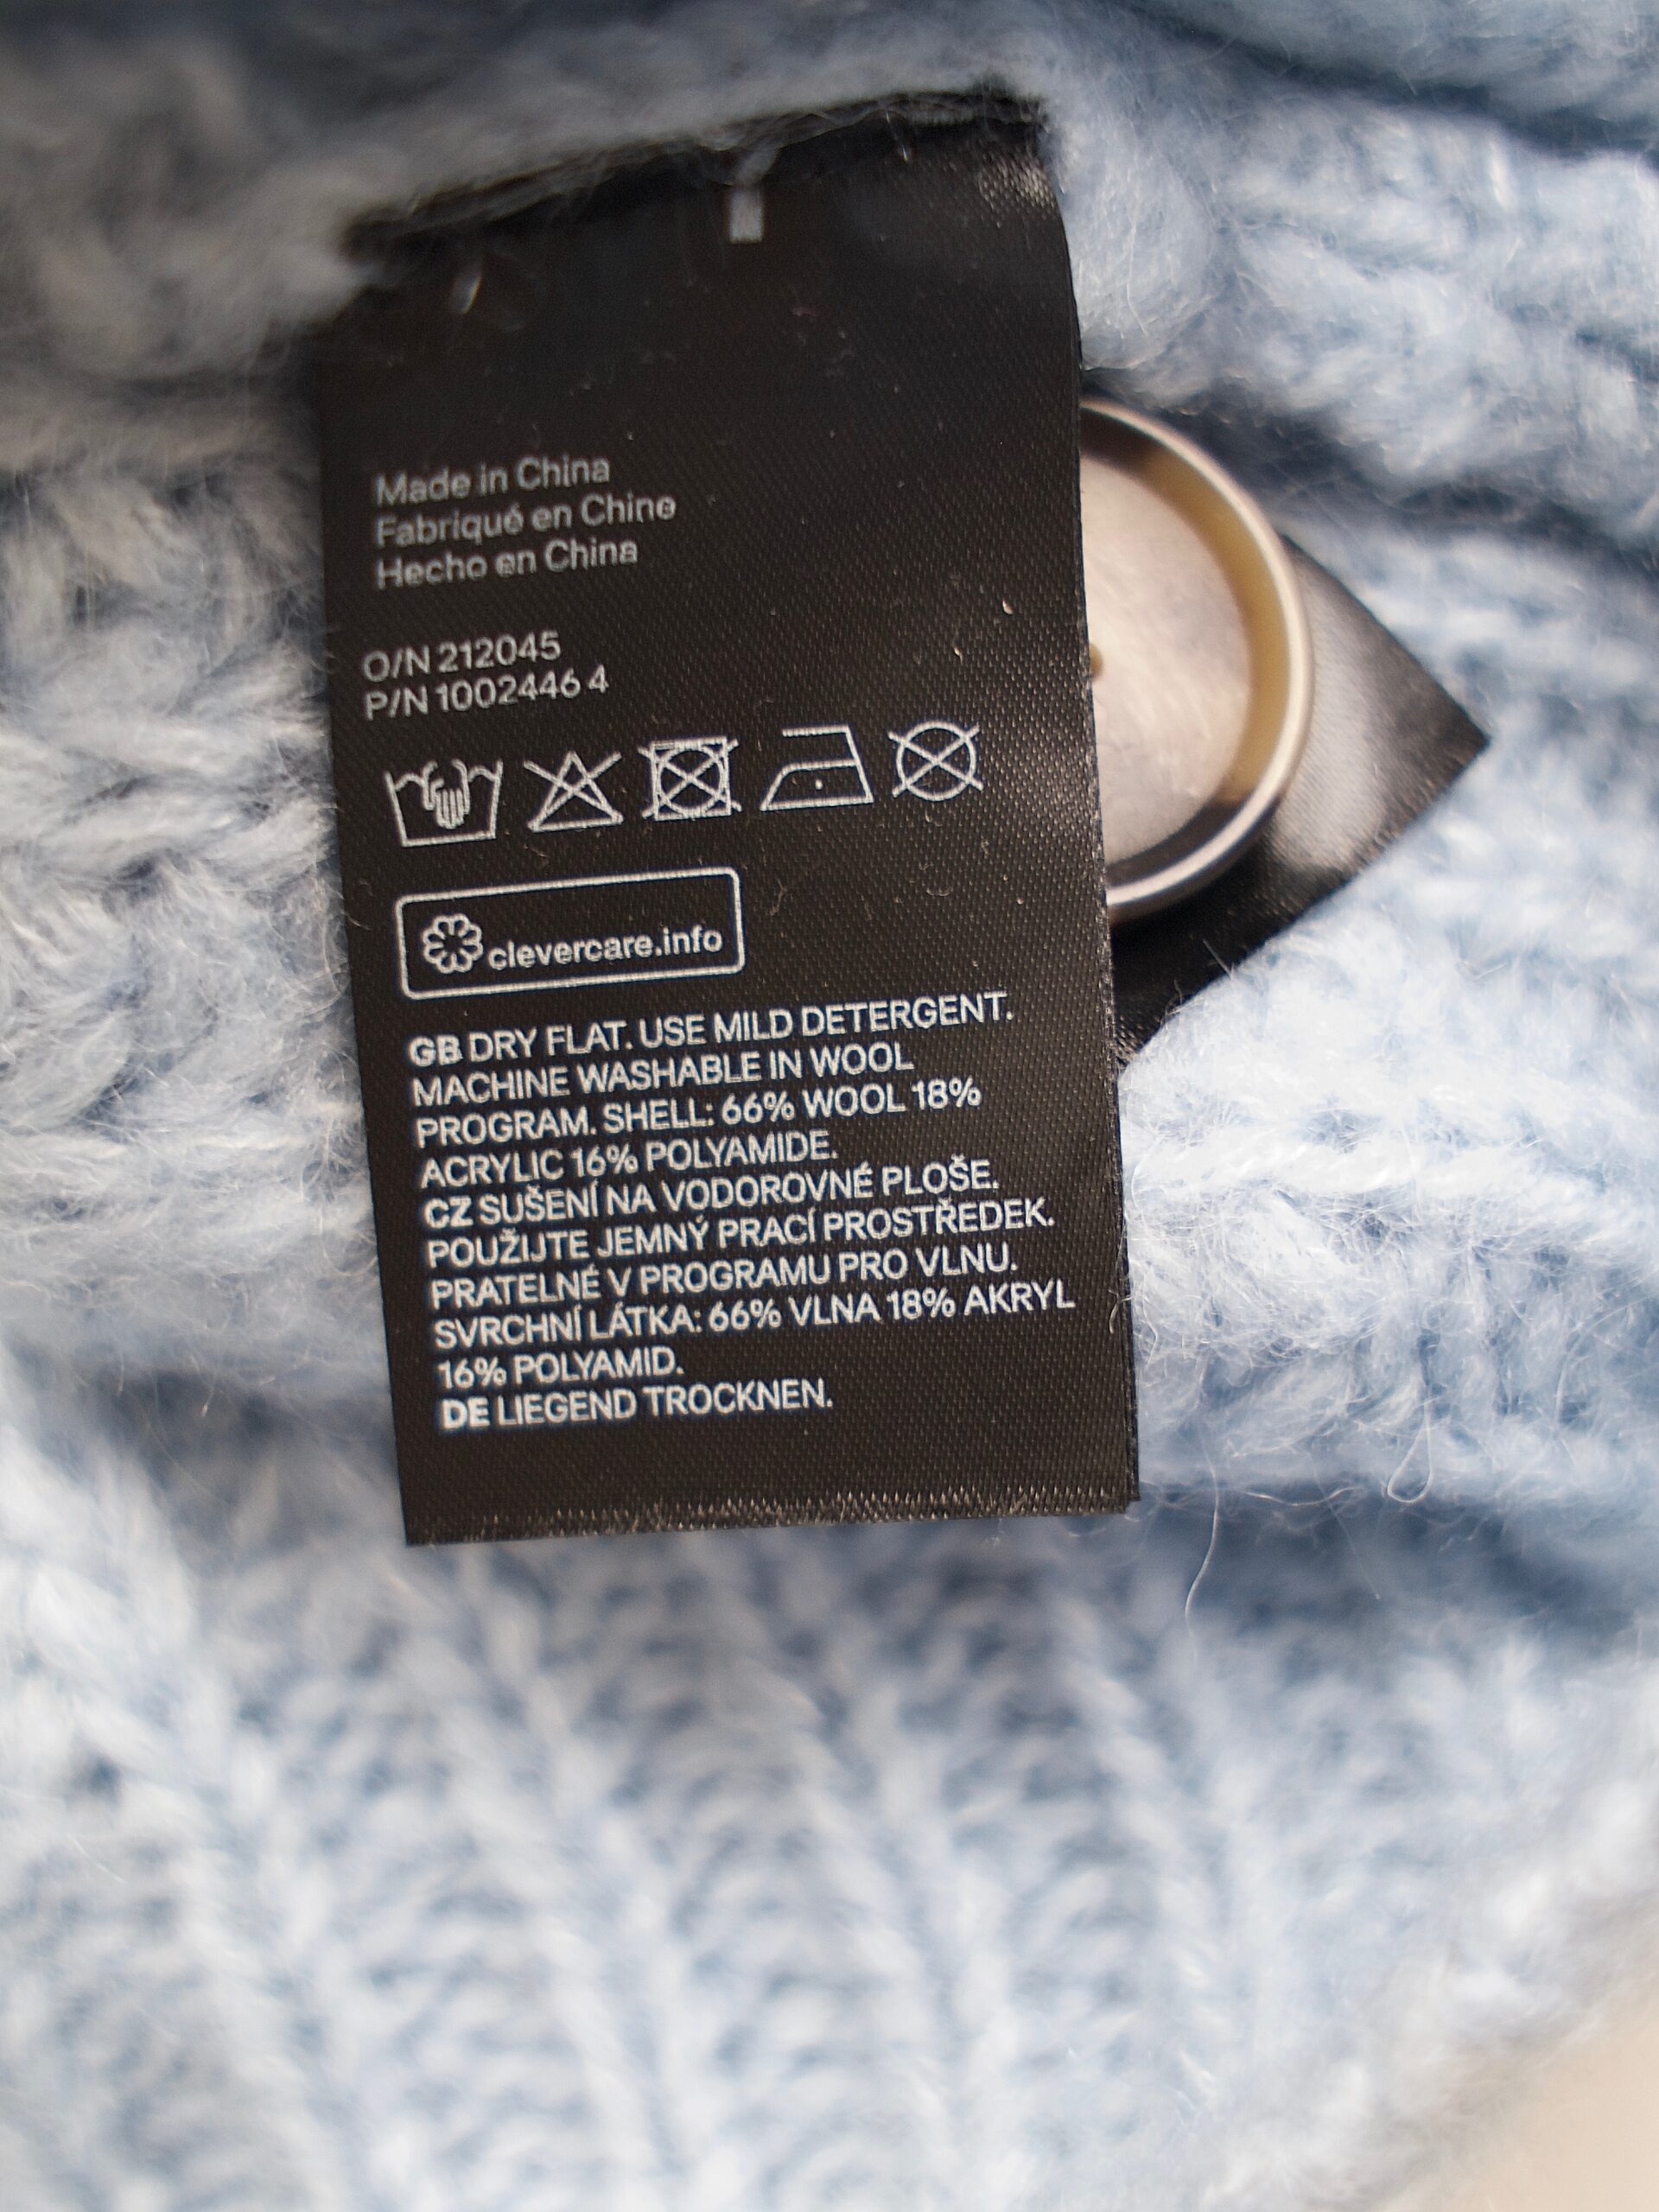 Made in China
Fabriqué en Chine
Hecho en China
O/N 212045
P/N 1002446 4
clevercare.info
GB DRY FLAT. USE MILD DETERGENT.
MACHINE WASHABLE IN WOOL
PROGRAM. SHELL: 66% WOOL 18%
ACRYLIC 16% POLYAMIDE.
CZ SUŠENÍ NA VODOROVNÉ PLOŠE.
POUŽIJTE JEMNÝ PRACÍ PROSTŘEDEK.
PRATELNÉ V PROGRAMU PRO VLNU.
SVRCHNÍ LÁTKA: 66% VLNA 18% AKRYL
16% POLYAMID.
DE LIEGEND TROCKNEN.